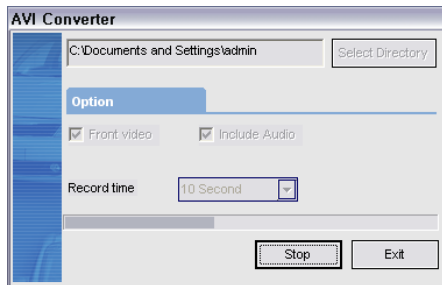 AVI Converter
C:\Documents and Settings\admin
Select Directory
Option
Front video
Include Audio
Record time
10 Second
Stop
Exit